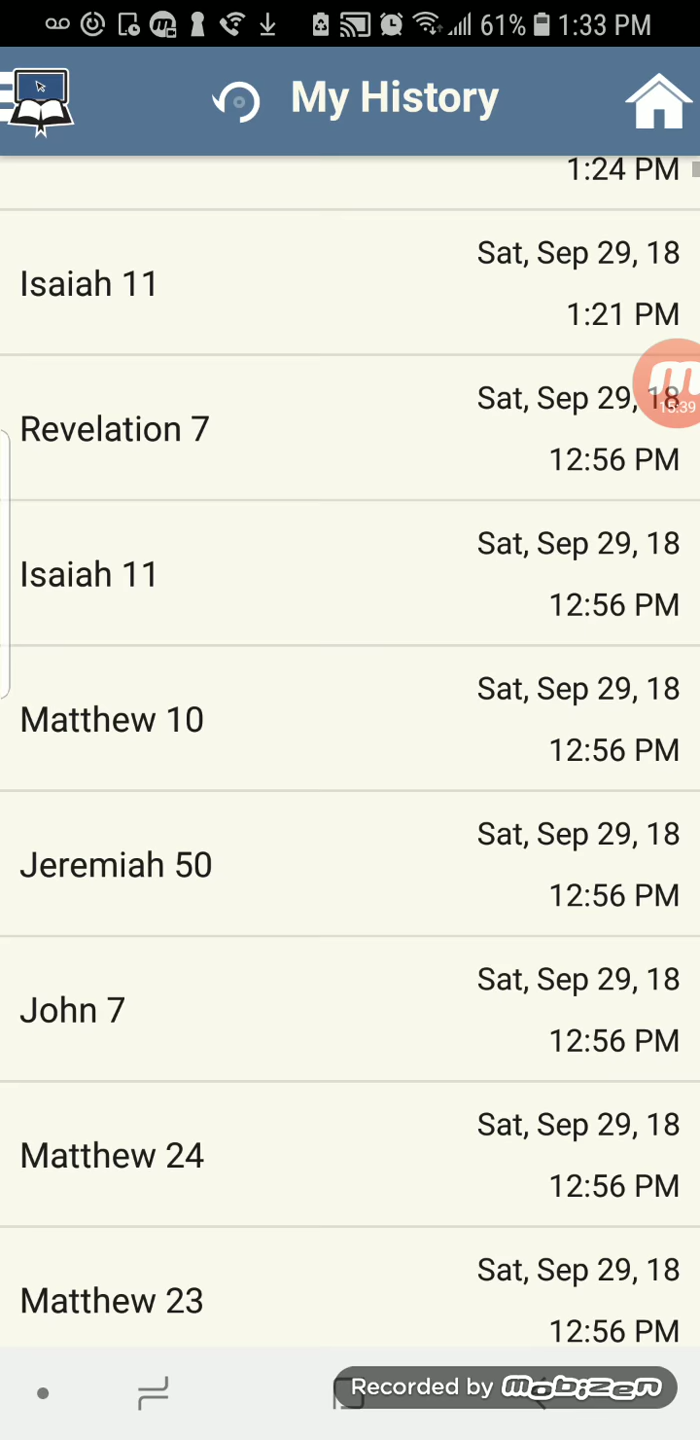 61% 1:33 PM
My History
1:24 PM
Isaiah 11
Sat, Sep 29, 18
1:21 PM
Revelation 7
Sat, Sep 29, 18
15:39
12:56 PM
Isaiah 11
Sat, Sep 29, 18
12:56 PM
Matthew 10
Sat, Sep 29, 18
12:56 PM
Jeremiah 50
Sat, Sep 29, 18
12:56 PM
John 7
Sat, Sep 29, 18
12:56 PM
Matthew 24
Sat, Sep 29, 18
12:56 PM
Matthew 23
Sat, Sep 29, 18
12:56 PM
Recorded by mobizen